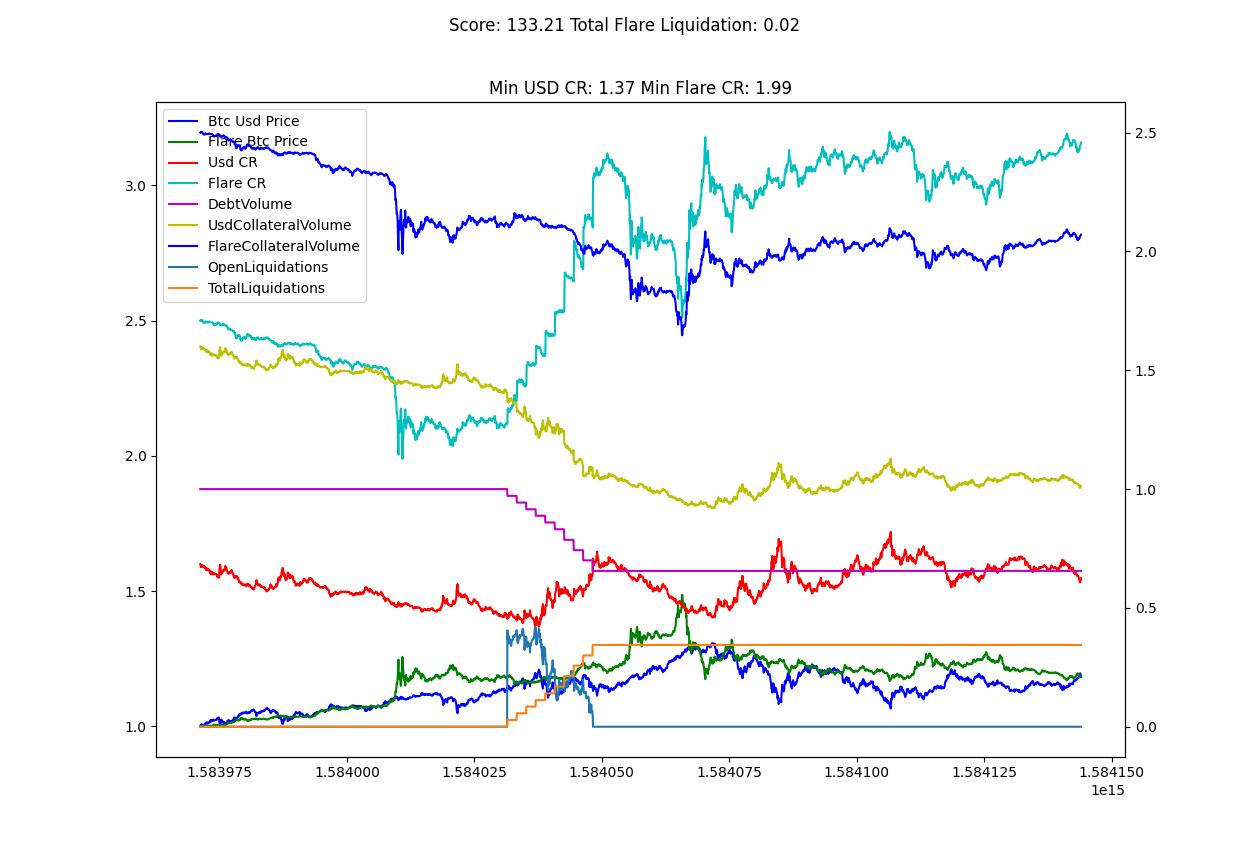 Score: 133.21 Total Flare Liquidation: 0.02
Min USD CR: 1.37 Min Flare CR: 1.99
Btc Usd Price
Flare Btc Price
Usd CR
Flare CR
DebtVolume
UsdCollateralVolume
FlareCollateralVolume
OpenLiquidations
TotalLiquidations
3.0
2.5
2.0
1.5
1.0
2.5
2.0
1.5
1.0
0.5
0.0
1.583975 1.584000 1.584025 1.584050 1.584075 1.584100 1.584125 1.584150
1e15